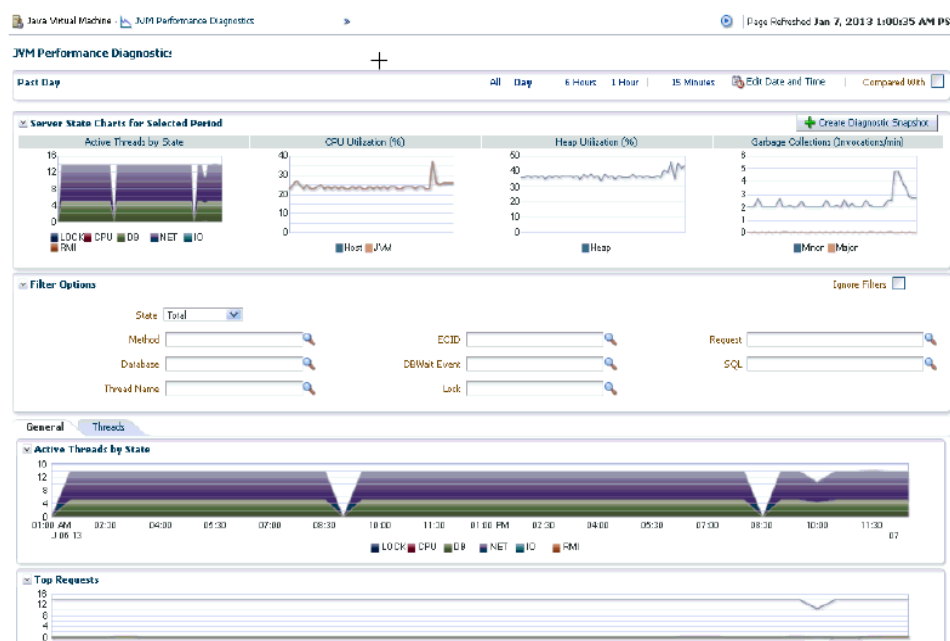 Java Virtual Machine - JVM Performance Diagnostics »
Page Refreshed Jan 7, 2013 1:00:35 AM PS
JVM Performance Diagnostics
Past Day All Day 6 Hours 1 Hour | 15 Minutes Edit Date and Time | Compared With
Server State Charts for Selected Period
Create Diagnostic Snapshot
Active Threads by State CPU Utilization (%) Heap Utilization (%) Garbage Collections (Invocations/min)
16 12 8 4 0
40 30 20 10 0
50 40 30 20 10 0
6 5 4 3 2 1 0
LOCK CPU DB NET IO
RMI
Host JVM
Heap
Minor Major
Filter Options
Ignore Filters
State Total
Method ECID Request
Database DBWait Event SQL
Thread Name Lock
General Threads
Active Threads by State
12
8
4
0
01:00 AM 02:30 04:00 05:30 07:00 08:30 10:00 11:30 01:00 PM 02:30 04:00 05:30 07:00 08:30 10:00 11:30
J 06 13 07
LOCK CPU DB NET IO RMI
Top Requests
16
12
8
4
0